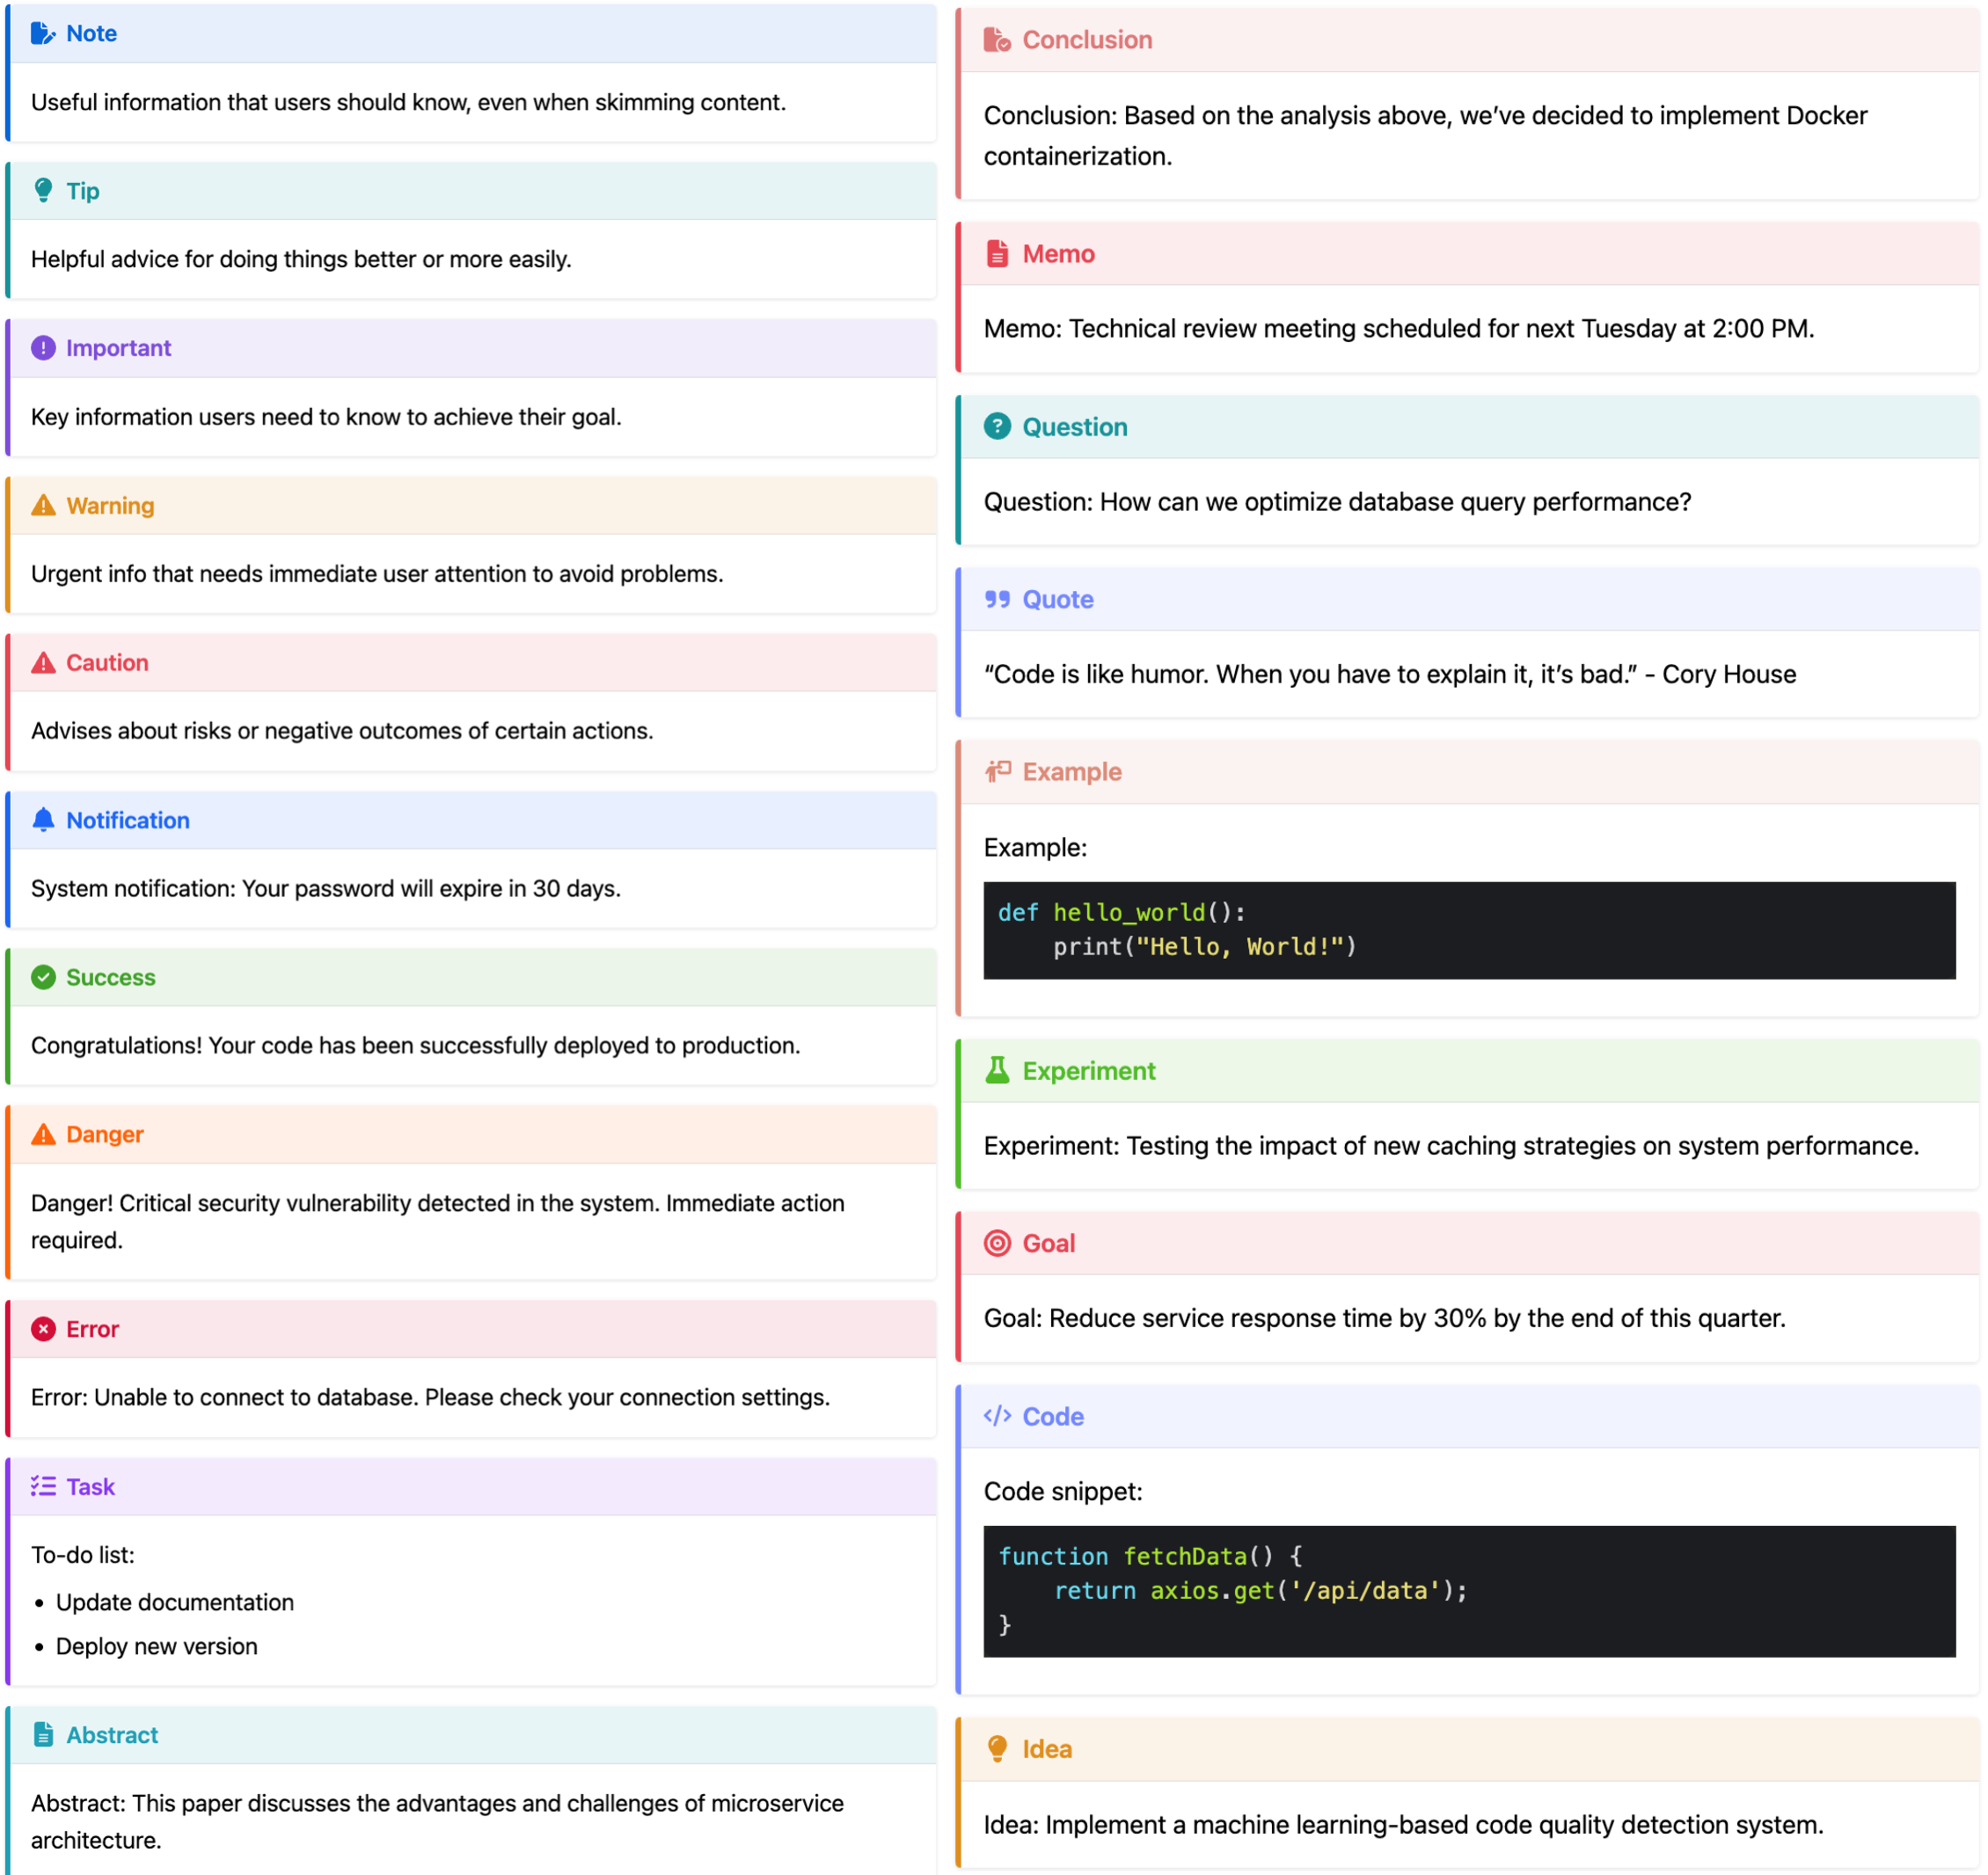 Note
Useful information that users should know, even when skimming content.
Tip
Helpful advice for doing things better or more easily.
Important
Key information users need to know to achieve their goal.
Warning
Urgent info that needs immediate user attention to avoid problems.
Caution
Advises about risks or negative outcomes of certain actions.
Notification
System notification: Your password will expire in 30 days.
Success
Congratulations! Your code has been successfully deployed to production.
Danger
Danger! Critical security vulnerability detected in the system. Immediate action
required.
Error
Error: Unable to connect to database. Please check your connection settings.
Task
To-do list:
• Update documentation
• Deploy new version
Abstract
Abstract: This paper discusses the advantages and challenges of microservice
architecture.
Conclusion
Conclusion: Based on the analysis above, we’ve decided to implement Docker
containerization.
Memo
Memo: Technical review meeting scheduled for next Tuesday at 2:00 PM.
Question
Question: How can we optimize database query performance?
Quote
“Code is like humor. When you have to explain it, it’s bad.” - Cory House
Example
Example:
def hello_world():
    print("Hello, World!")
Experiment
Experiment: Testing the impact of new caching strategies on system performance.
Goal
Goal: Reduce service response time by 30% by the end of this quarter.
</> Code
Code snippet:
function fetchData() {
    return axios.get('/api/data');
}
Idea
Idea: Implement a machine learning-based code quality detection system.